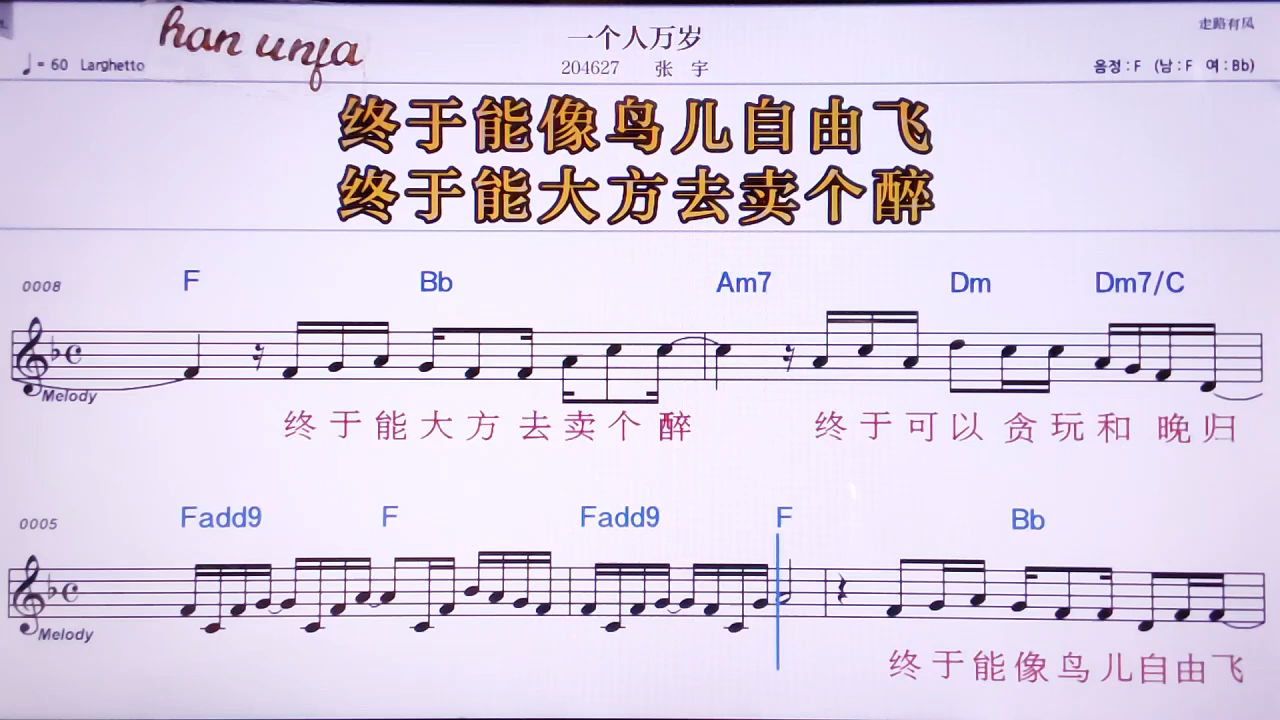 han unfa
一个人万岁
走路有风
♩= 60 Larghetto
204627 张 宇
음정 : F (남 : F 여 : Bb)
终于能像鸟儿自由飞
终于能大方去卖个醉
0008
F Bb Am7 Dm Dm7/C
Melody
终于能大方去卖个醉 终于可以贪玩和晚归
0005
Fadd9 F Fadd9 F Bb
Melody
终于能像鸟儿自由飞